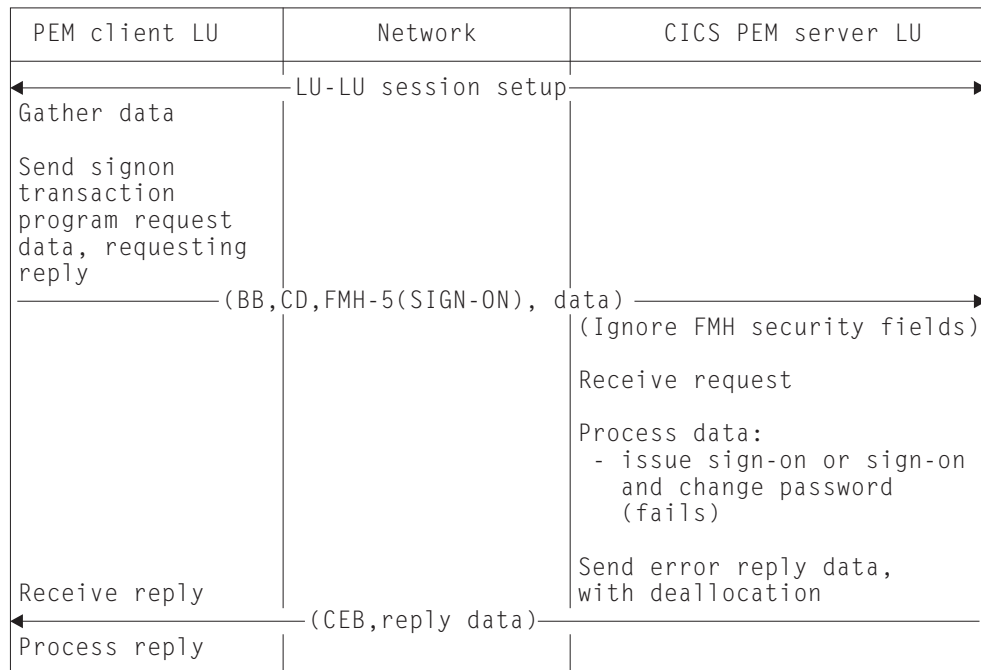 PEM client LU Network CICS PEM server LU
LU-LU session setup
Gather data
Send signon
transaction
program request
data, requesting
reply
(BB,CD,FMH-5(SIGN-ON), data)
(Ignore FMH security fields)
Receive request
Process data:
- issue sign-on or sign-on
and change password
(fails)
Send error reply data,
Receive reply with deallocation
(CEB,reply data)
Process reply